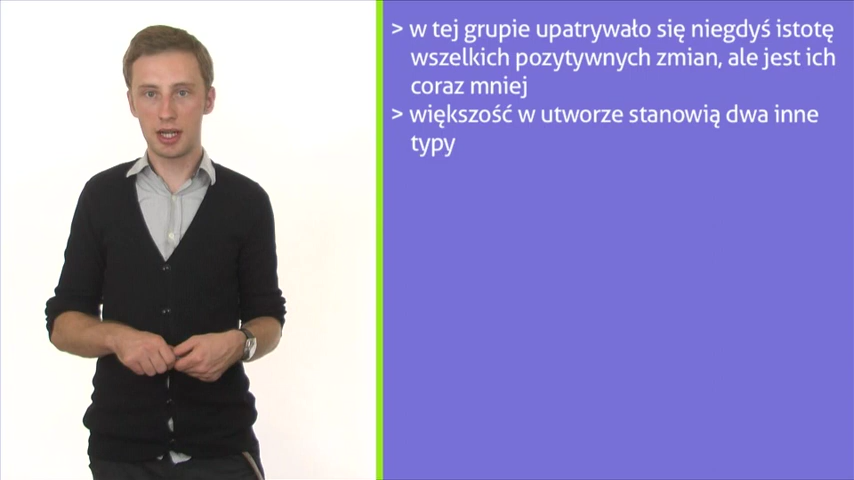 > w tej grupie upatrywało się niegdyś istotę
wszelkich pozytywnych zmian, ale jest ich
coraz mniej
> większość w utworze stanowią dwa inne
typy